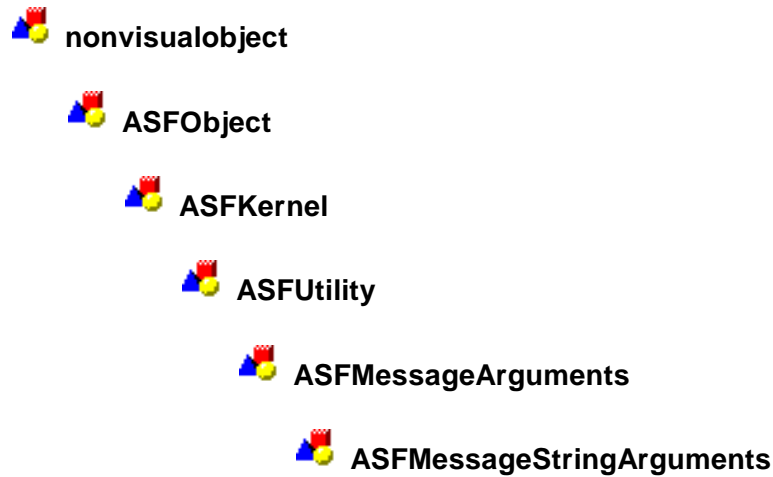 nonvisualobject
ASFObject
ASFKernel
ASFUtility
ASFMessageArguments
ASFMessageStringArguments